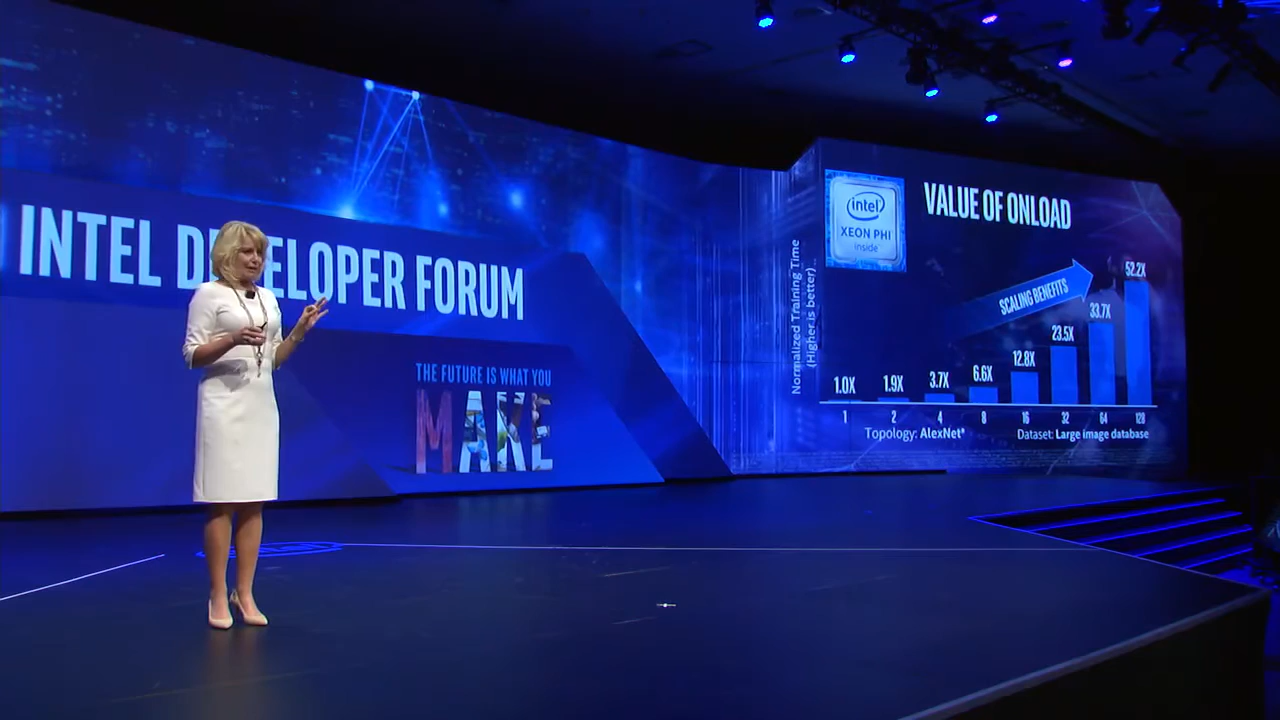 INTEL DEVELOPER FORUM
THE FUTURE IS WHAT YOU
MAKE
intel
XEON PHI
inside
VALUE OF ONLOAD
Normalized Training Time
(Higher is better)
SCALING BENEFITS
1.0X
1.9X
3.7X
6.6X
12.8X
23.5X
33.7X
52.2X
1 2 4 8 16 32 64 128
Topology: AlexNet* Dataset: Large image database